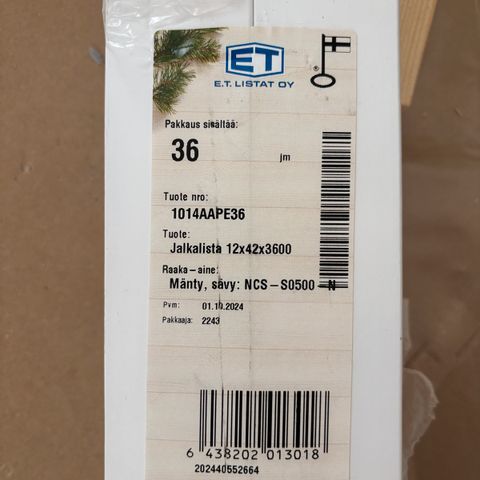 ET
E.T. LISTAT OY
®
Pakkaus sisältää:
36 jm
Tuote nro:
1014AAPE36
Tuote:
Jalkalista 12x42x3600
Raaka-aine:
Mänty, sävy: NCS-S0500-N
Pvm: 01.10.2024
Pakkaaja: 2243
6 438202 013018
202440552664